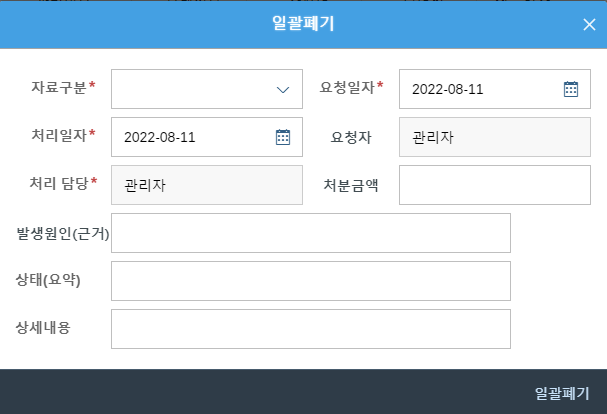 일괄폐기
자료구분* 요청일자* 2022-08-11
처리일자* 2022-08-11 요청자 관리자
처리 담당* 관리자 처분금액
발생원인(근거)
상태(요약)
상세내용
일괄폐기